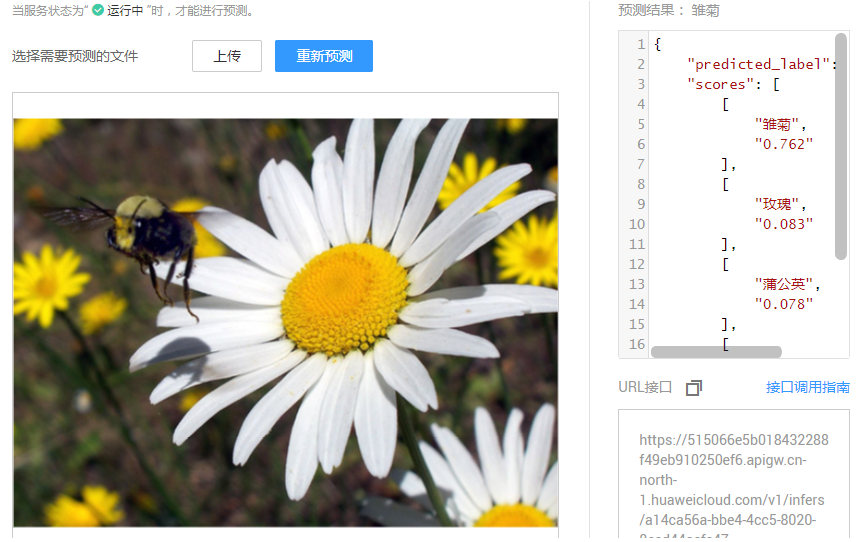 当服务状态为“ 运行中 ”时，才能进行预测。
选择需要预测的文件
上传
重新预测
预测结果： 雏菊
1 {
2 "predicted_label":
3 "scores": [
4 [
5 "雏菊",
6 "0.762"
7 ],
8 [
9 "玫瑰",
10 "0.083"
11 ],
12 [
13 "蒲公英",
14 "0.078"
15 ],
16 [
URL接口
接口调用指南
https://515066e5b018432288
f49eb910250ef6.apigw.cn-
north-
1.huaweicloud.com/v1/infers
/a14ca56a-bbe4-4cc5-8020-